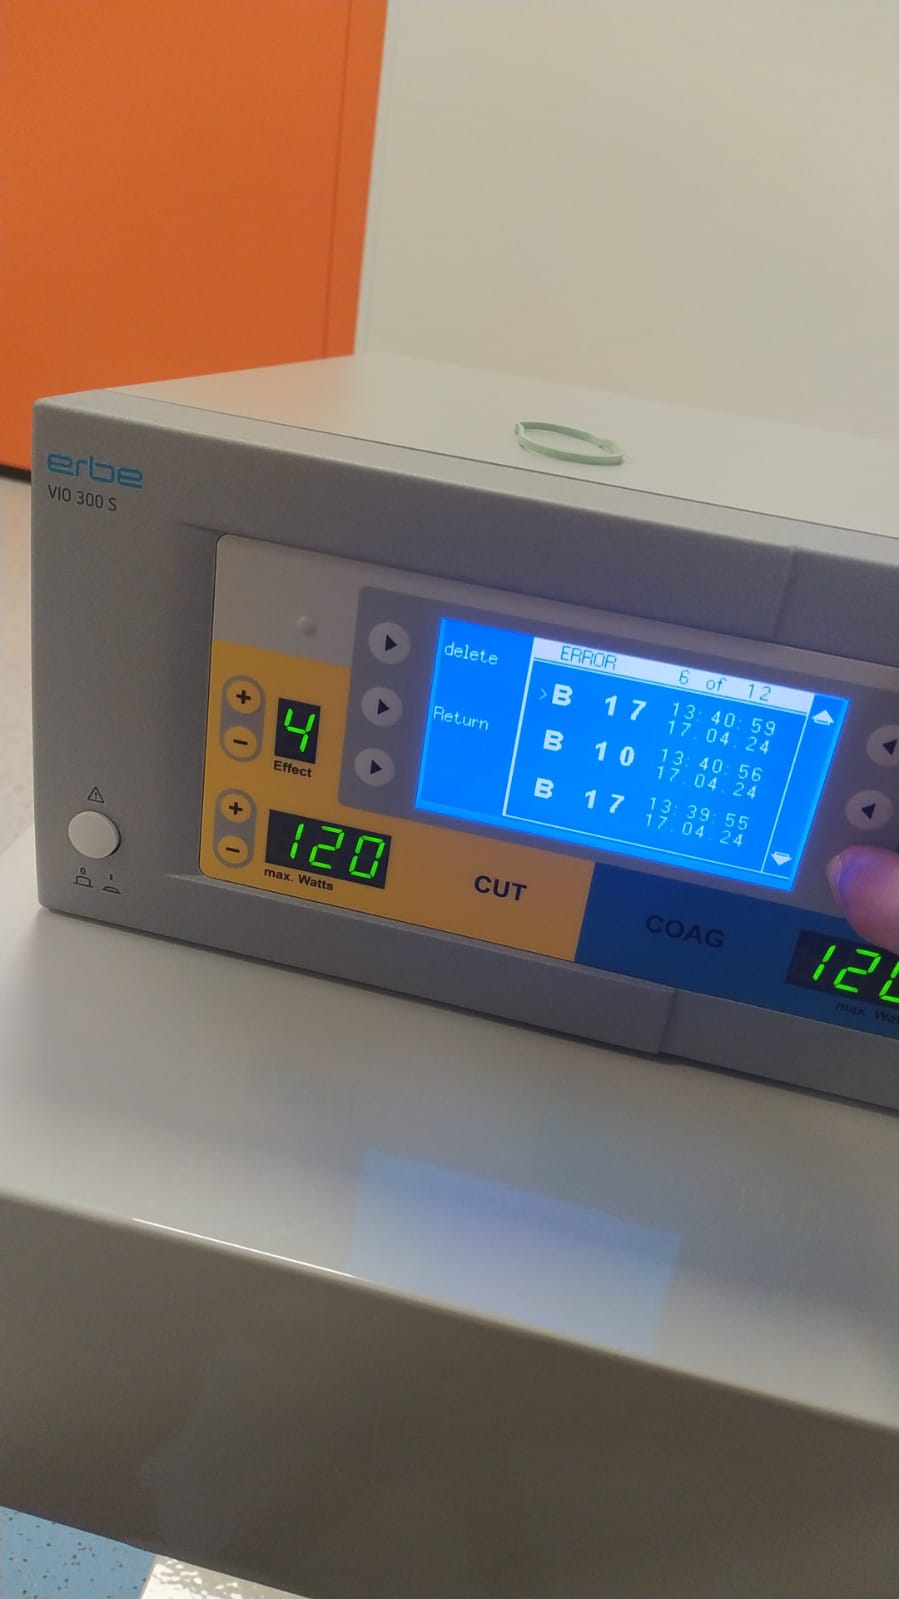 erbe
VIO 300 S
delete
Return
ERROR 6 of 12
>B 17 13:40:59
17.04.24
B 10 13:40:56
17.04.24
B 17 13:39:55
17.04.24
+
-
4
Effect
+
-
120
max. Watts
CUT
COAG
max.